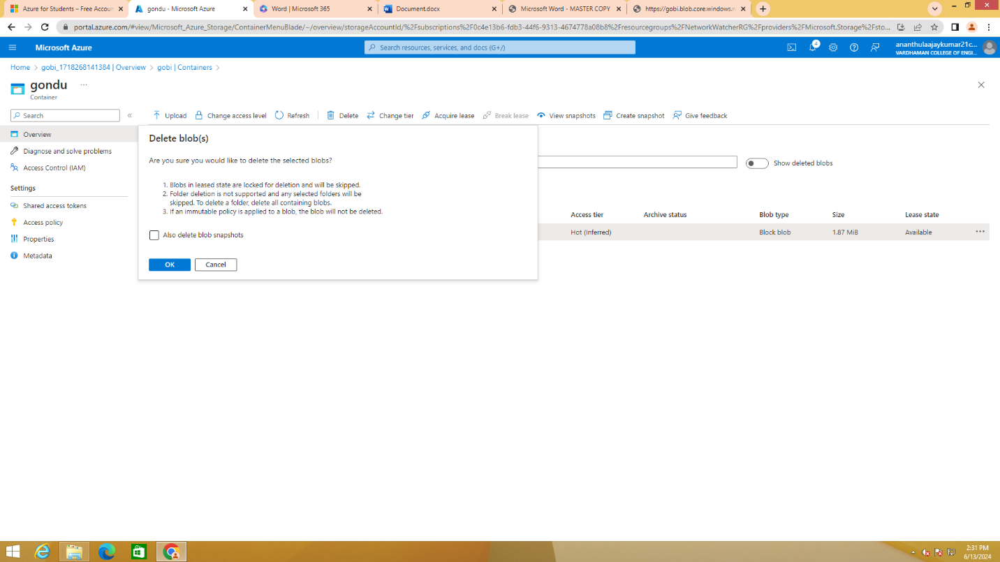 Azure for Students – Free Accoun
gondu - Microsoft Azure
Word | Microsoft 365
Document.docx
Microsoft Word - MASTER COPY
https://gobi.blob.core.windows.n
portal.azure.com/#view/Microsoft_Azure_Storage/ContainerMenuBlade/~/overview/storageAccountId/%2Fsubscriptions%2F0c4e13b6-fdb3-44f6-9313-4674778a08b8%2Fresourcegroups%2FNetworkWatcherRG%2Fproviders%2FMicrosoft.Storage%2Fsto...
Microsoft Azure
Search resources, services, and docs (G+/)
4
ananthulaajaykumar21c...
VARDHAMAN COLLEGE OF ENGI...
Home > gobi_1718268141384 | Overview > gobi | Containers >
gondu ...
Container
Search
«
Upload
Change access level
Refresh
Delete
Change tier
Acquire lease
Break lease
View snapshots
Create snapshot
Give feedback
Overview
Diagnose and solve problems
Access Control (IAM)
Settings
Shared access tokens
Access policy
Properties
Metadata
Delete blob(s)
Are you sure you would like to delete the selected blobs?
1. Blobs in leased state are locked for deletion and will be skipped.
2. Folder deletion is not supported and any selected folders will be
skipped. To delete a folder, delete all containing blobs.
3. If an immutable policy is applied to a blob, the blob will not be deleted.
Also delete blob snapshots
OK
Cancel
Show deleted blobs
Access tier
Archive status
Blob type
Size
Lease state
Hot (Inferred)
Block blob
1.87 MiB
Available
...
2:31 PM
6/13/2024